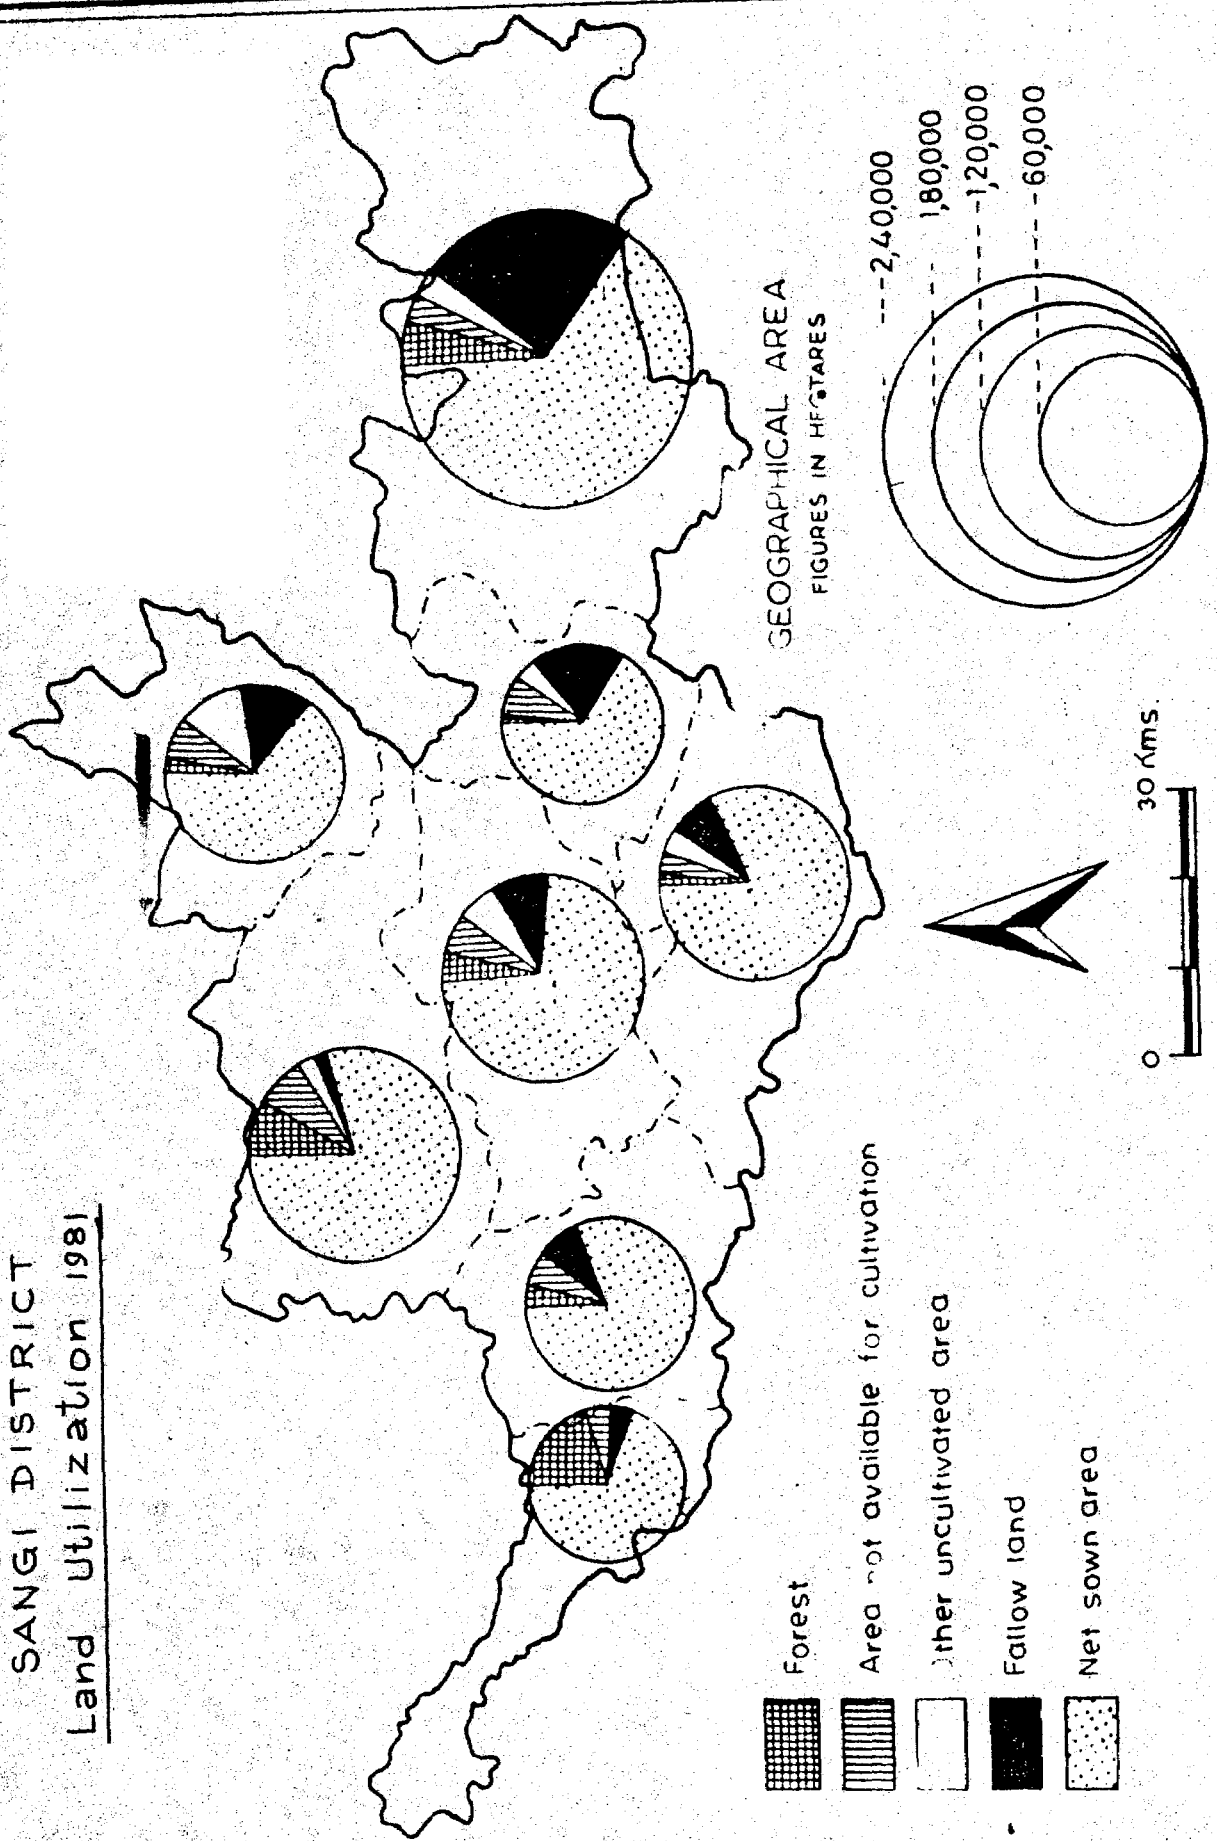 SANGI DISTRICT
Land Utilization 1981
GEOGRAPHICAL AREA
FIGURES IN HECTARES
2,40,000
1,80,000
1,20,000
60,000
Forest
Area not available for cultivation
Other uncultivated area
Fallow land
Net sown area
0 30 Kms